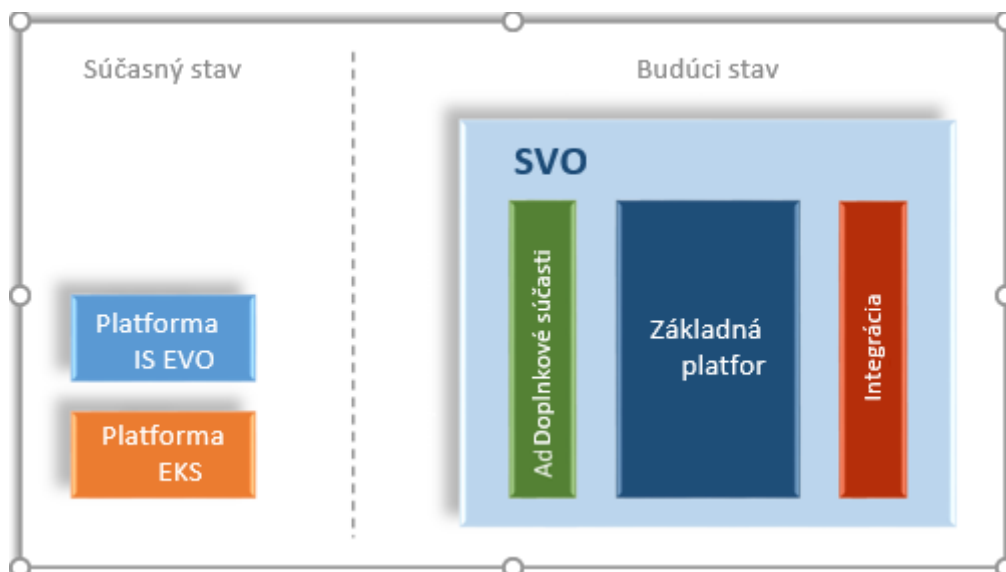 Súčasný stav
Budúci stav
Platforma
IS EVO
Platforma
EKS
SVO
Ad Doplnkové súčasti
Základná
platfor
Integrácia